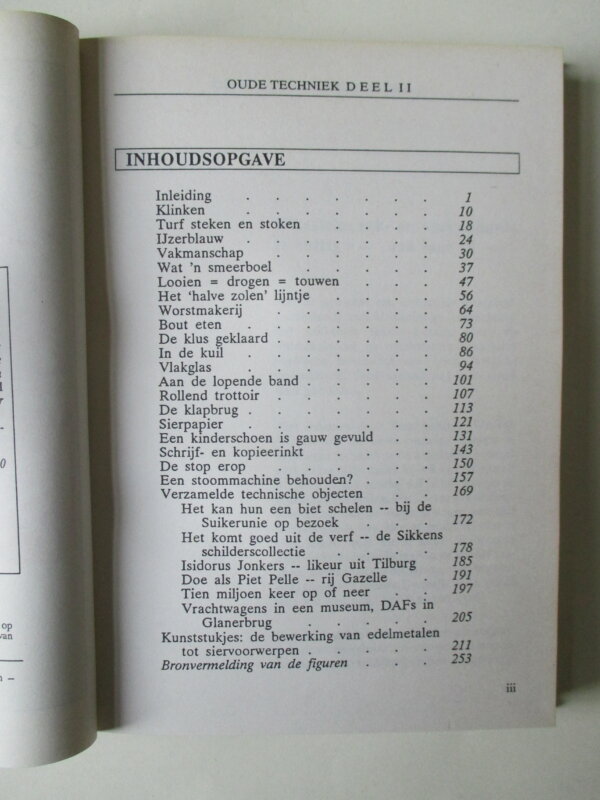 OUDE TECHNIEK D E E L I I
INHOUDSOPGAVE
Inleiding . . . . . . . 1
Klinken . . . . . . . 10
Turf steken en stoken . . . . 18
IJzerblauw . . . . . . 24
Vakmanschap . . . . . . 30
Wat 'n smeerboel . . . . . 37
Looien = drogen = touwen . . . 47
Het 'halve zolen' lijntje . . . . 56
Worstmakerij . . . . . . 64
Bout eten . . . . . . 73
De klus geklaard . . . . . 80
In de kuil . . . . . . 86
Vlakglas . . . . . . 94
Aan de lopende band . . . . 101
Rollend trottoir . . . . . 107
De klapbrug . . . . . . 113
Sierpapier . . . . . . 121
Een kinderschoen is gauw gevuld . . 131
Schrijf- en kopieerinkt . . . . 143
De stop erop . . . . . 150
Een stoommachine behouden? . . . 157
Verzamelde technische objecten . . 169
Het kan hun een biet schelen -- bij de
Suikerunie op bezoek . . . 172
Het komt goed uit de verf -- de Sikkens
schilderscollectie . . . . 178
Isidorus Jonkers -- likeur uit Tilburg 185
Doe als Piet Pelle -- rij Gazelle . 191
Tien miljoen keer op of neer . . 197
Vrachtwagens in een museum, DAFs in
Glanerbrug . . . . . 205
Kunststukjes: de bewerking van edelmetalen
tot siervoorwerpen . . . . . 211
Bronvermelding van de figuren . . . 253
iii
op
van